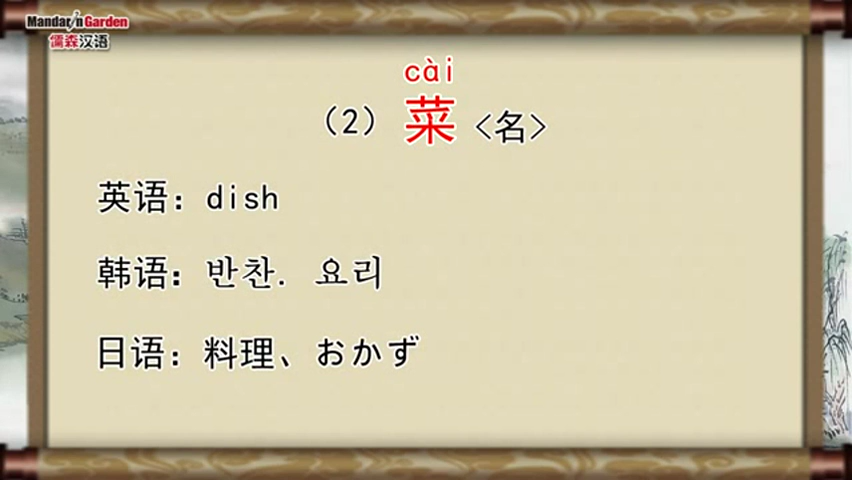 Mandarin Garden
儒森汉语
cài
（2）菜 <名>
英语：dish
韩语：반찬. 요리
日语：料理、おかず